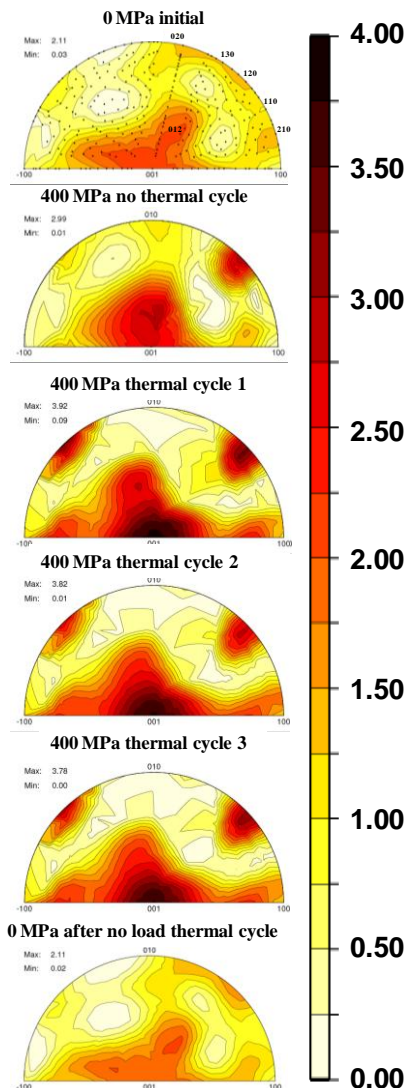 0 MPa initial
Max: 2.11
Min: 0.03
020
130
120
110
210
012
-100
001
100
400 MPa no thermal cycle
Max: 2.99
Min: 0.01
010
-100
001
100
400 MPa thermal cycle 1
Max: 3.92
Min: 0.09
010
-100
001
100
400 MPa thermal cycle 2
Max: 3.82
Min: 0.01
010
-100
001
100
400 MPa thermal cycle 3
Max: 3.78
Min: 0.00
010
-100
001
100
0 MPa after no load thermal cycle
Max: 2.11
Min: 0.02
010
4.00
3.50
3.00
2.50
2.00
1.50
1.00
0.50
0.00